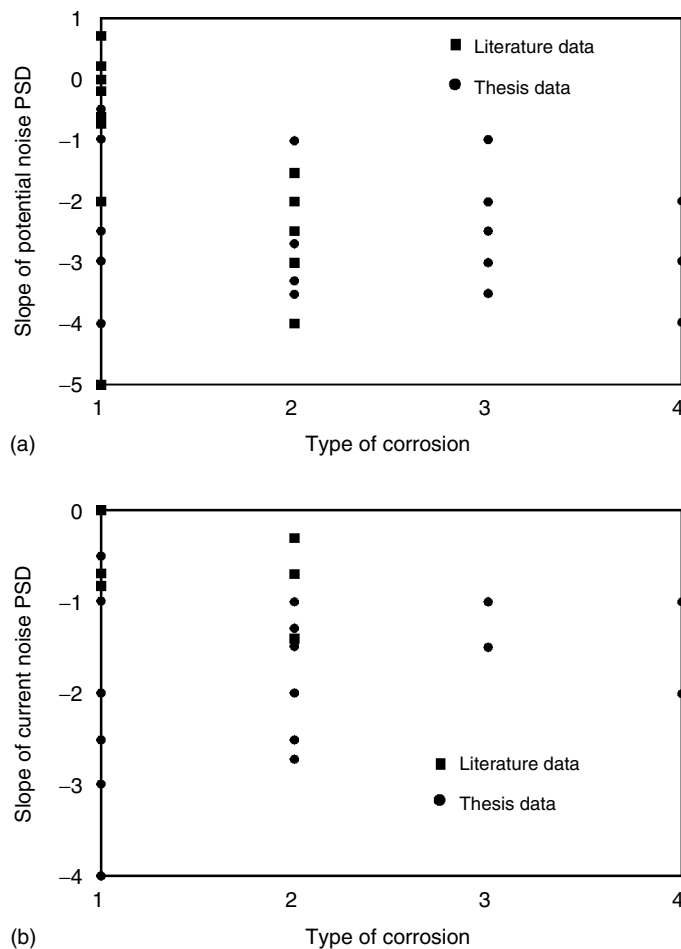 1
0
−1
−2
−3
−4
−5
Slope of potential noise PSD
Literature data
Thesis data
1 2 3 4
(a)
Type of corrosion
0
−1
−2
−3
−4
Slope of current noise PSD
Literature data
Thesis data
1 2 3 4
(b)
Type of corrosion